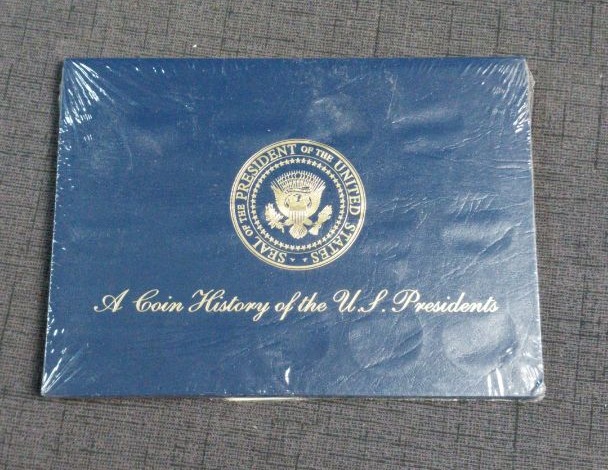 SEAL OF THE PRESIDENT OF THE UNITED STATES
A Coin History of the U.S. Presidents